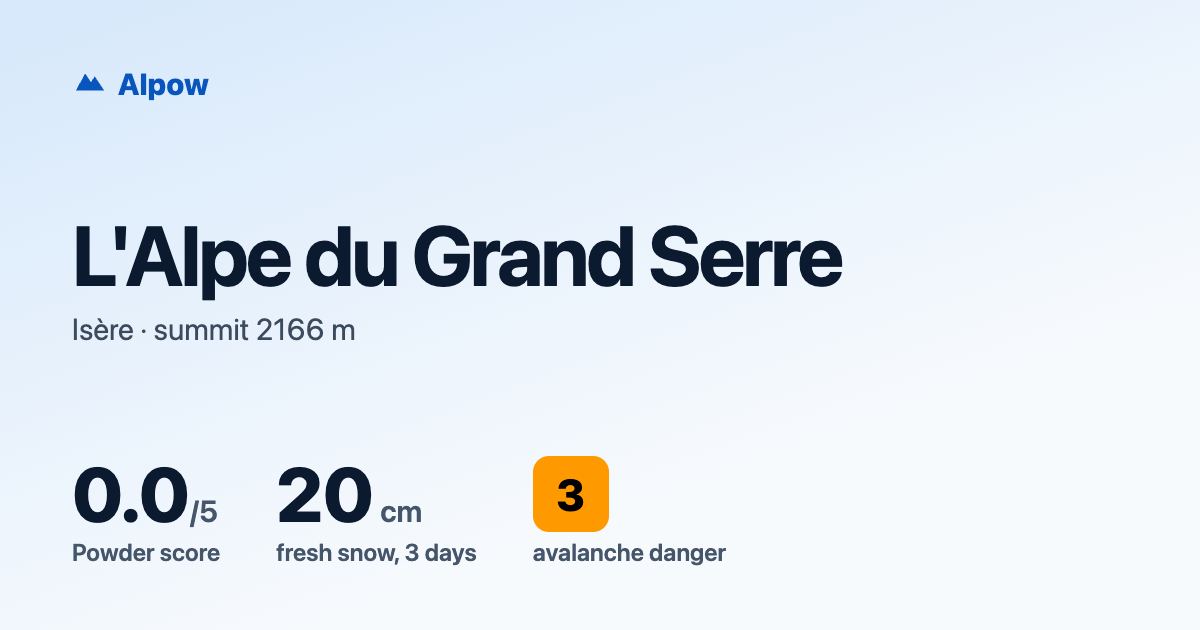 Alpow
L'Alpe du Grand Serre
Isère · summit 2166 m
0.0/5
Powder score
20 cm
fresh snow, 3 days
3
avalanche danger